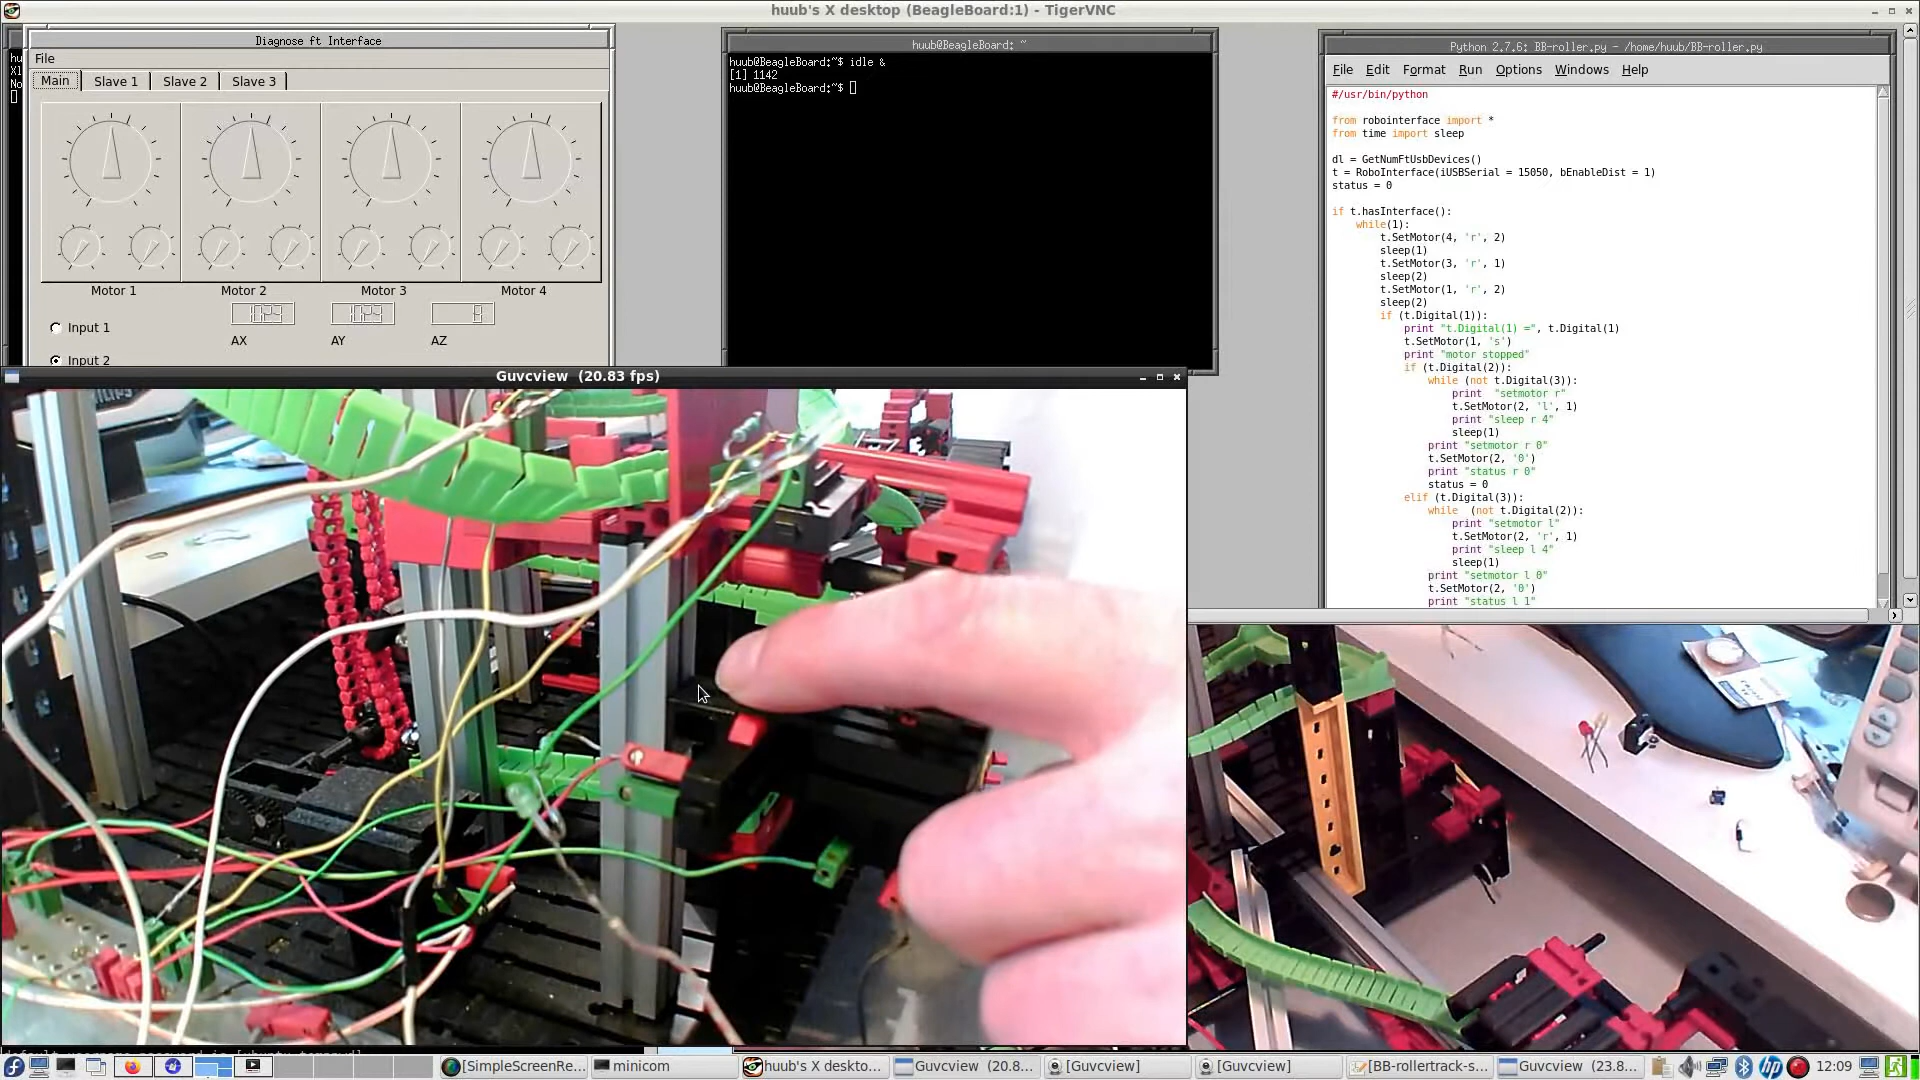 huub's X desktop (BeagleBoard:1) - TigerVNC
Diagnose ft Interface
File
Main
Slave 1
Slave 2
Slave 3
Motor 1
Motor 2
Motor 3
Motor 4
1023
1023
AX
AY
AZ
Input 1
Input 2
hu
Xl
No
huub@BeagleBoard: ~
huub@BeagleBoard:~$ idle &
[1] 1142
huub@BeagleBoard:~$
Python 2.7.6: BB-roller.py - /home/huub/BB-roller.py
File Edit Format Run Options Windows Help
#/usr/bin/python
from robointerface import *
from time import sleep
dl = GetNumFtUsbDevices()
t = RoboInterface(iUSBSerial = 15050, bEnableDist = 1)
status = 0
if t.hasInterface():
while(1):
t.SetMotor(4, 'r', 2)
sleep(1)
t.SetMotor(3, 'r', 1)
sleep(2)
t.SetMotor(1, 'r', 2)
sleep(2)
if (t.Digital(1)):
print "t.Digital(1) =", t.Digital(1)
t.SetMotor(1, 's')
print "motor stopped"
if (t.Digital(2)):
while (not t.Digital(3)):
print "setmotor r"
t.SetMotor(2, 'l', 1)
print "sleep r 4"
sleep(1)
print "setmotor r 0"
t.SetMotor(2, '0')
print "status r 0"
status = 0
elif (t.Digital(3)):
while (not t.Digital(2)):
print "setmotor l"
t.SetMotor(2, 'r', 1)
print "sleep l 4"
sleep(1)
print "setmotor l 0"
t.SetMotor(2, '0')
print "status l 1"
Guvcview (20.83 fps)
PHILIPS
[SimpleScreenRe...
minicom
huub's X deskto...
Guvcview (20.8...
[Guvcview]
[Guvcview]
[BB-rollertrack-s...
Guvcview (23.8...
12:09